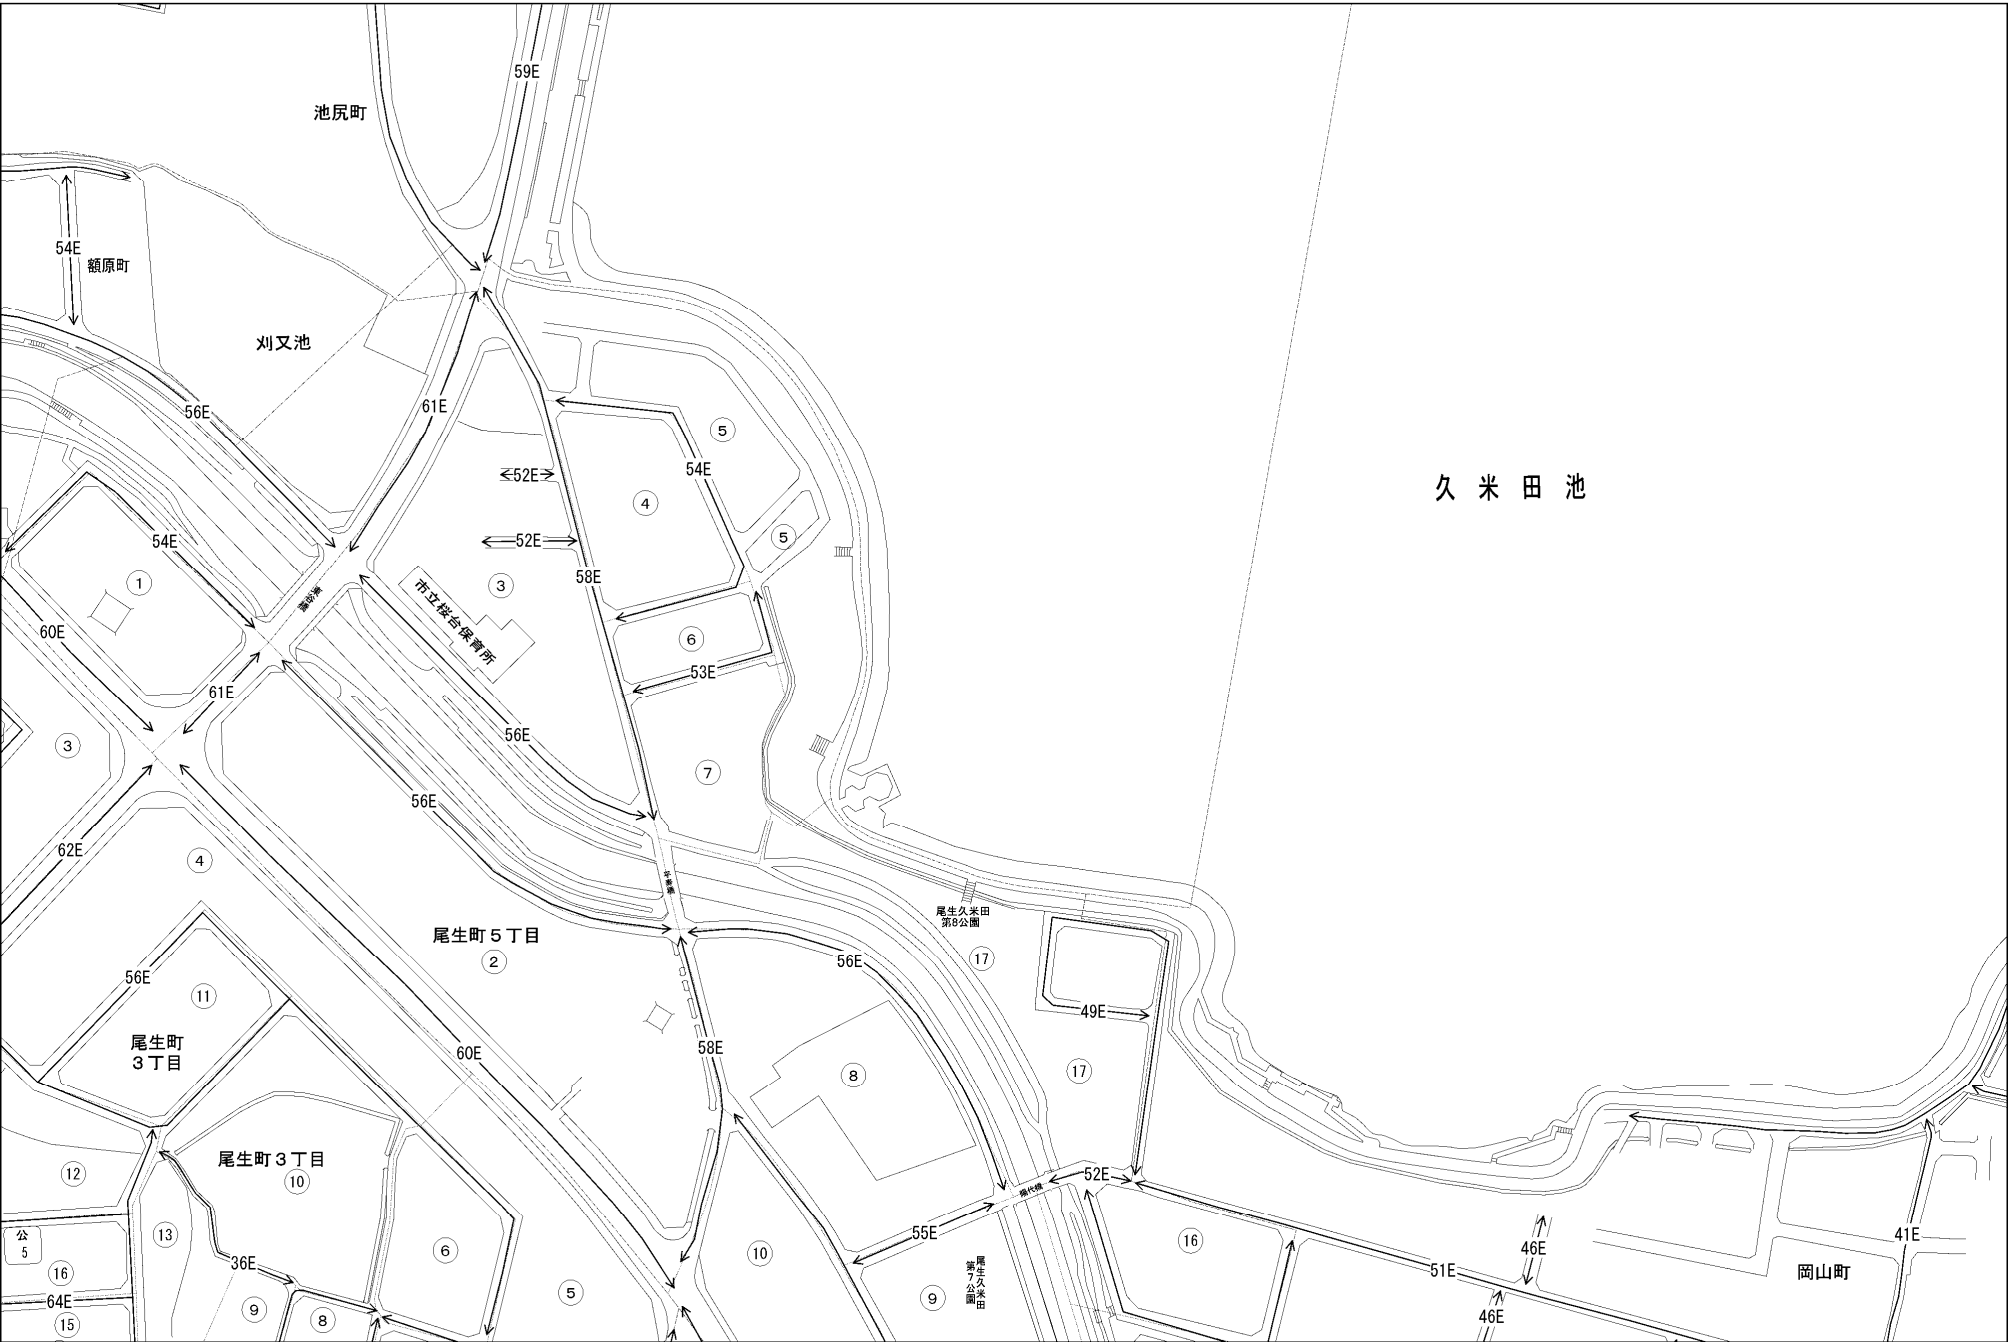 59E
池尻町
54E
額原町
刈又池
56E
61E
⑤
久米田池
52E
54E
④
54E
52E
⑤
①
58E
③
市立桜台保育所
60E
⑥
53E
61E
56E
③
⑦
56E
62E
④
尾生久米田
第8公園
尾生町５丁目
②
56E
⑰
56E
⑪
49E
尾生町
３丁目
58E
60E
⑧
⑰
尾生町３丁目
⑩
⑫
52E
公
5
⑬
55E
⑯
41E
46E
⑥
⑩
36E
51E
岡山町
⑯
尾生久米田
第7公園
64E
⑨
⑤
⑨
⑮
⑧
46E